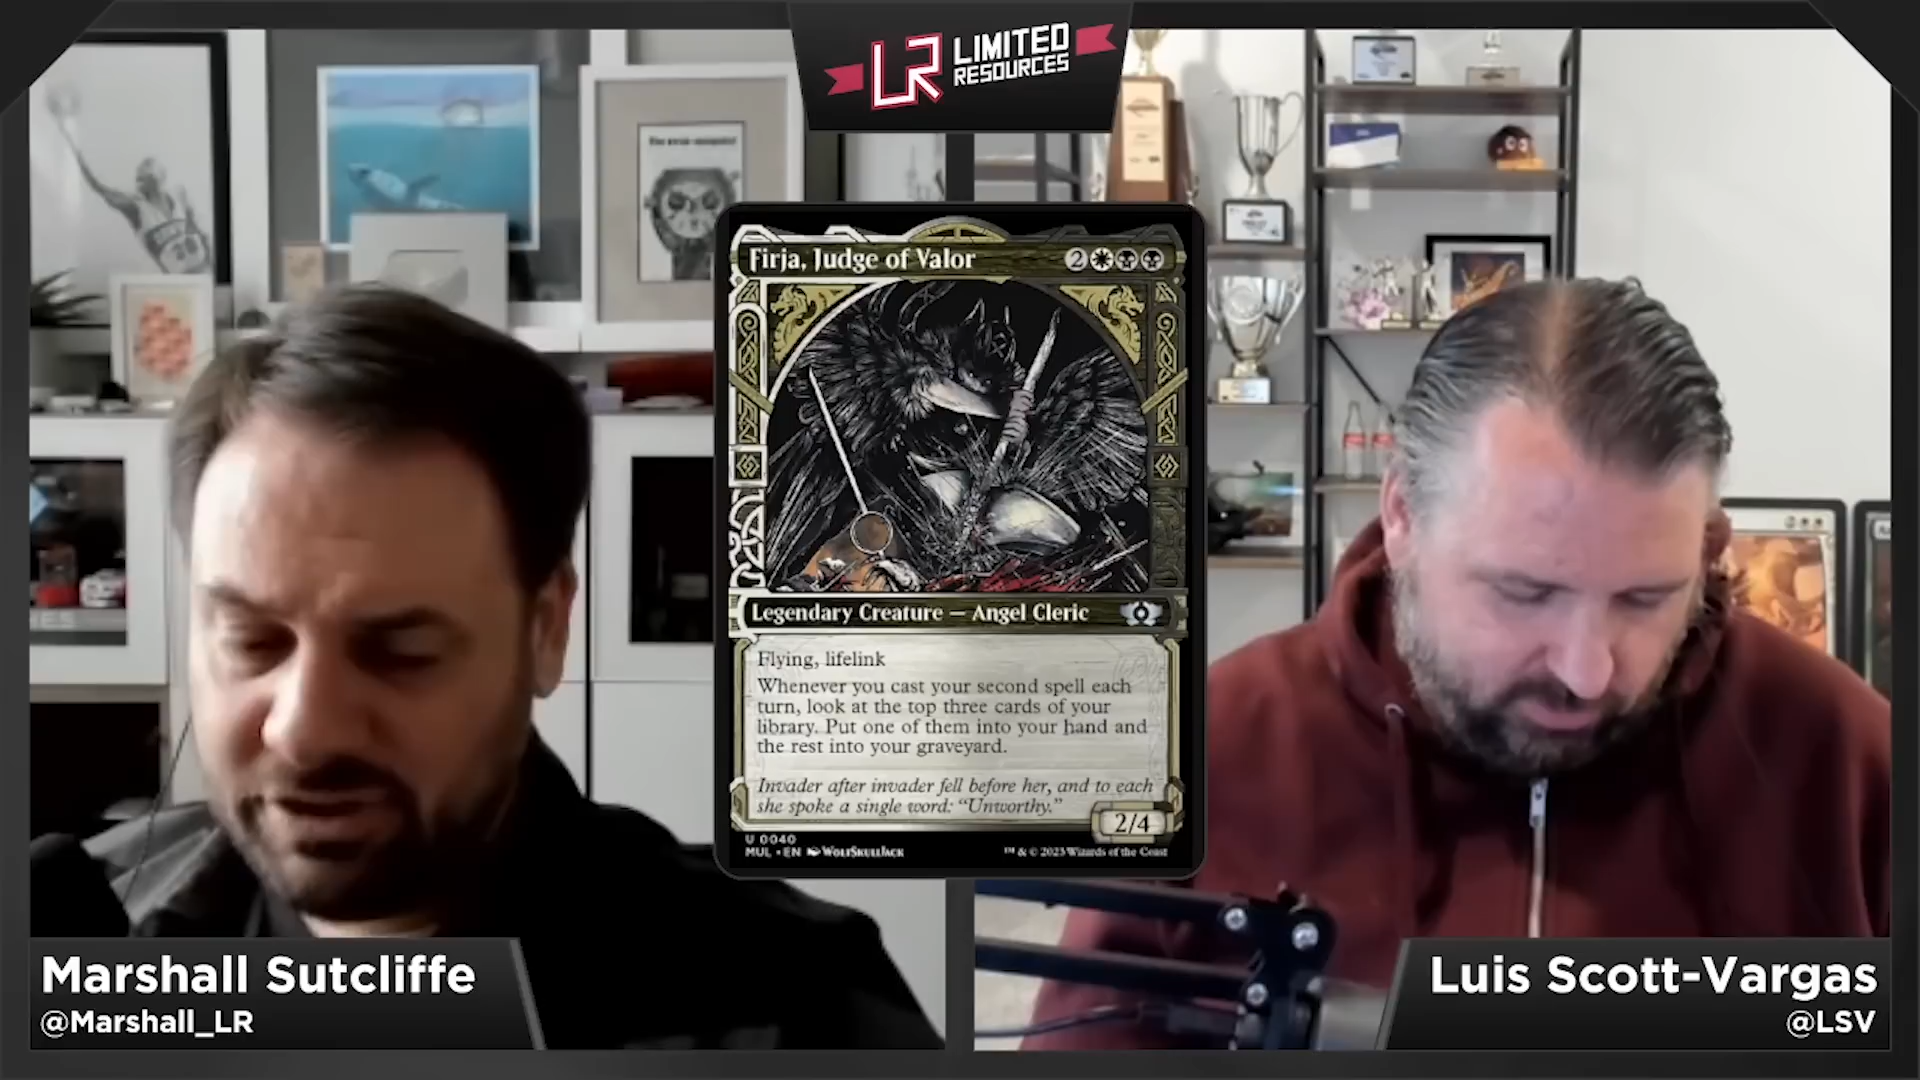 LR LIMITED
RESOURCES
Firja, Judge of Valor 2
Legendary Creature — Angel Cleric
Flying, lifelink
Whenever you cast your second spell each
turn, look at the top three cards of your
library. Put one of them into your hand and
the rest into your graveyard.
Invader after invader fell before her, and to each
she spoke a single word: “Unworthy.”
2/4
U 0040
MUL • EN WolfSkullJack
™ & © 2023 Wizards of the Coast
Marshall Sutcliffe
@Marshall_LR
Luis Scott-Vargas
@LSV